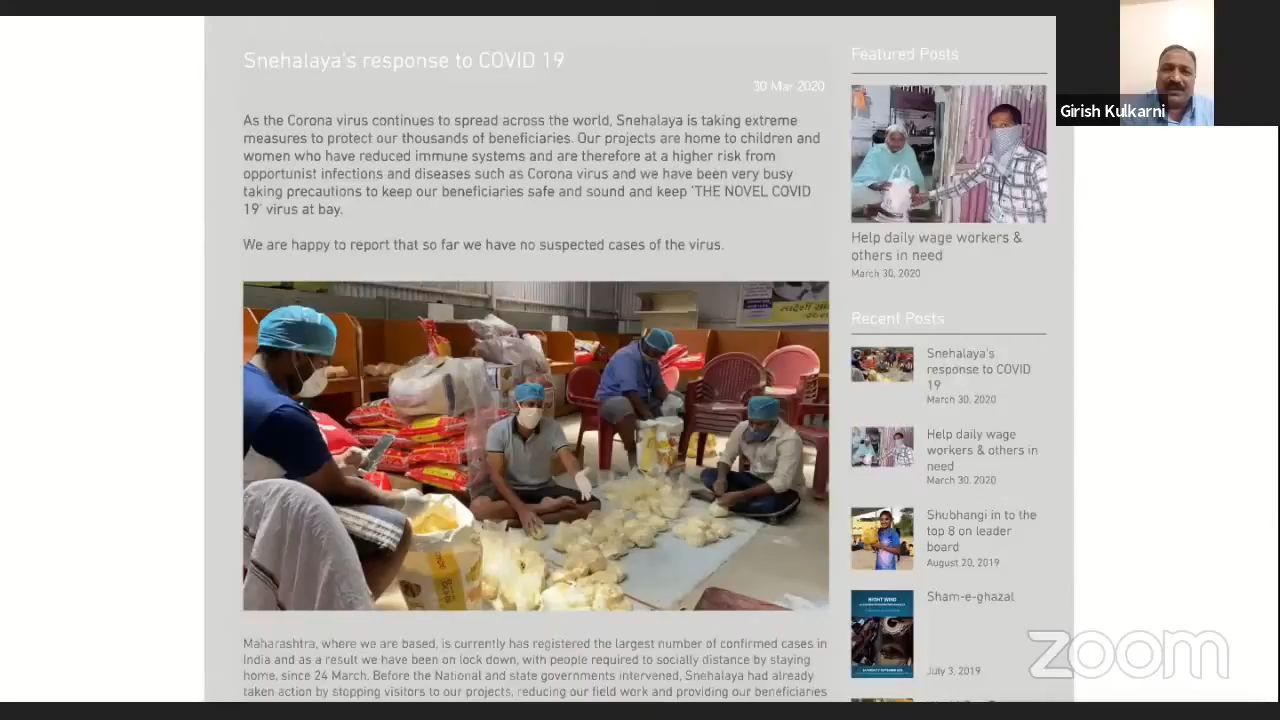 Snehalaya's response to COVID 19
30 Mar 2020
As the Corona virus continues to spread across the world, Snehalaya is taking extreme
measures to protect our thousands of beneficiaries. Our projects are home to children and
women who have reduced immune systems and are therefore at a higher risk from
opportunist infections and diseases such as Corona virus and we have been very busy
taking precautions to keep our beneficiaries safe and sound and keep 'THE NOVEL COVID
19' virus at bay.
We are happy to report that so far we have no suspected cases of the virus.
Maharashtra, where we are based, is currently has registered the largest number of confirmed cases in
India and as a result we have been on lock down, with people required to socially distance by staying
home, since 24 March. Before the National and state governments intervened, Snehalaya had already
taken action by stopping visitors to our projects, reducing our field work and providing our beneficiaries
Featured Posts
Help daily wage workers &
others in need
March 30, 2020
Recent Posts
Snehalaya's
response to COVID
19
March 30, 2020
Help daily wage
workers & others in
need
March 30, 2020
Shubhangi in to the
top 8 on leader
board
August 20, 2019
NIGHT WIND
Sham-e-ghazal
July 3, 2019
Girish Kulkarni
zoom